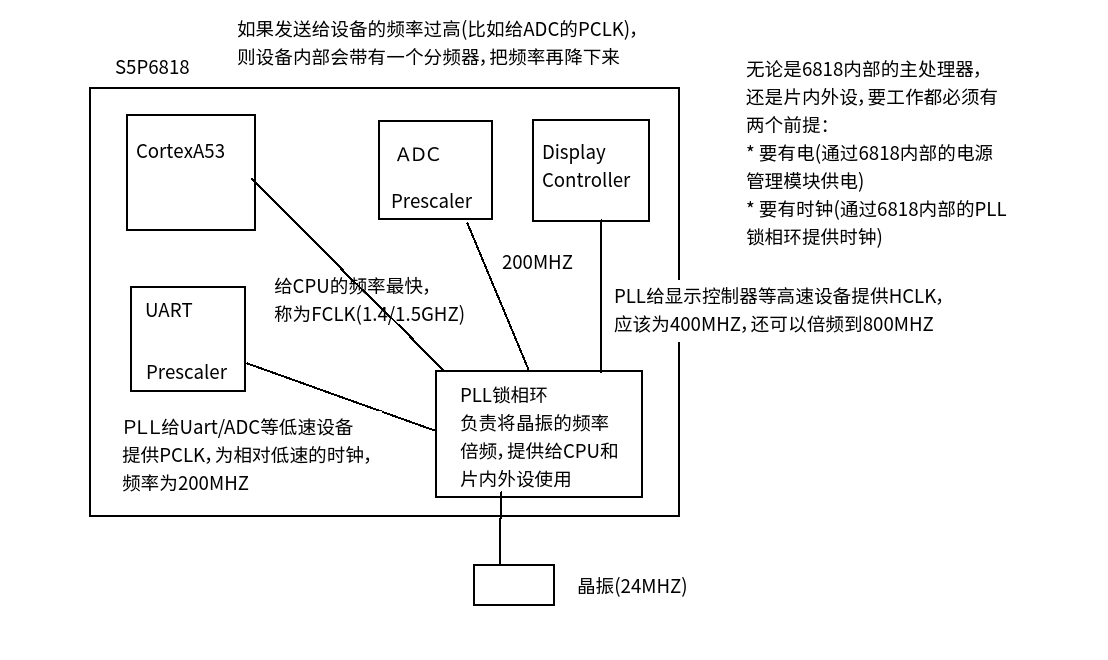 如果发送给设备的频率过高(比如给ADC的PCLK)，
则设备内部会带有一个分频器，把频率再降下来
S5P6818
无论是6818内部的主处理器，
还是片内外设，要工作都必须有
两个前提：
* 要有电(通过6818内部的电源
管理模块供电)
* 要有时钟(通过6818内部的PLL
锁相环提供时钟)
CortexA53
ADC
Prescaler
Display
Controller
200MHZ
给CPU的频率最快，
称为FCLK(1.4/1.5GHZ)
PLL给显示控制器等高速设备提供HCLK，
应该为400MHZ，还可以倍频到800MHZ
UART
Prescaler
PLL锁相环
负责将晶振的频率
倍频，提供给CPU和
片内外设使用
PLL给Uart/ADC等低速设备
提供PCLK，为相对低速的时钟，
频率为200MHZ
晶振(24MHZ)